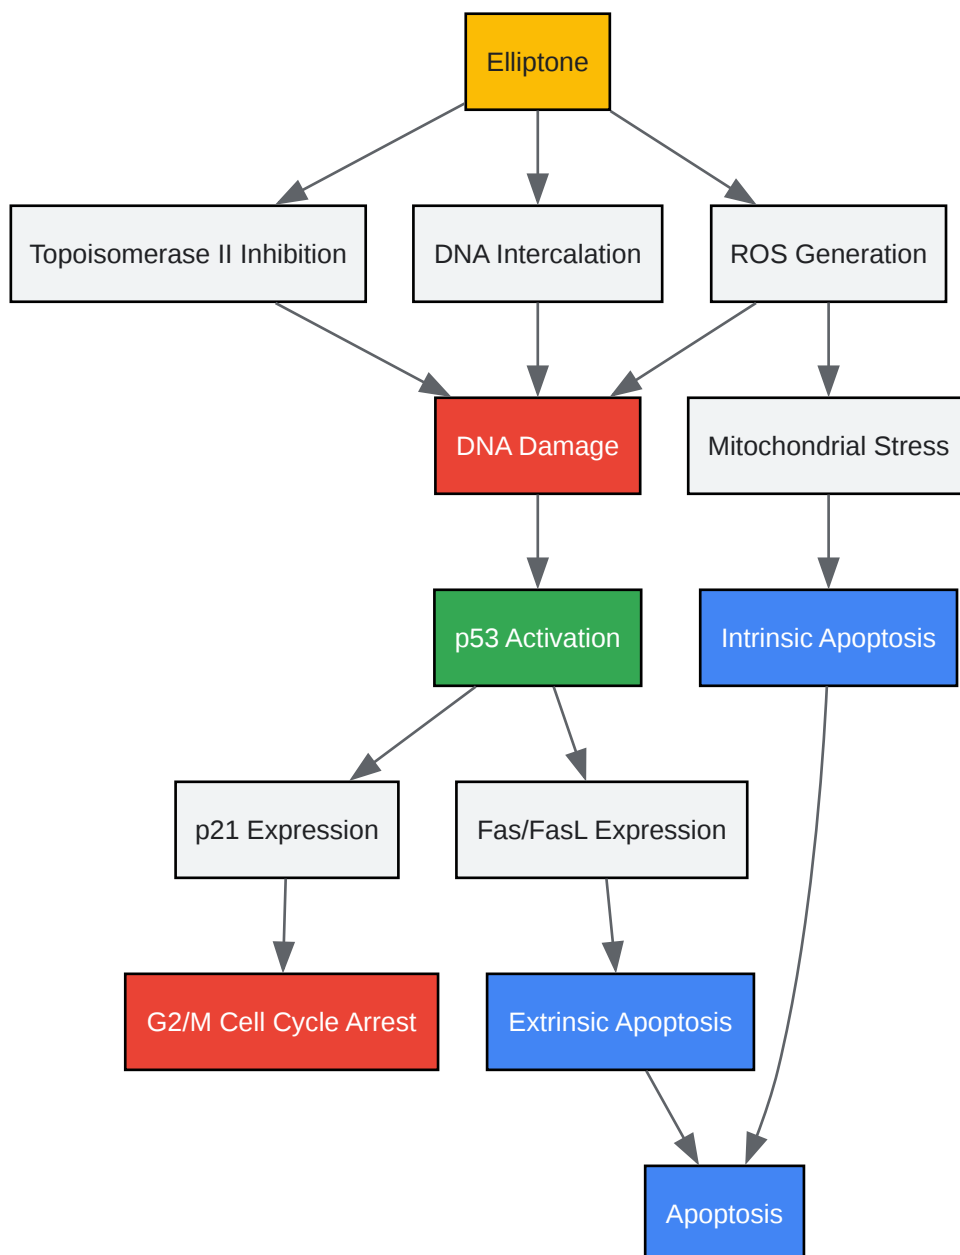 Elliptone
Topoisomerase II Inhibition
DNA Intercalation
ROS Generation
DNA Damage
Mitochondrial Stress
p53 Activation
Intrinsic Apoptosis
p21 Expression
Fas/FasL Expression
G2/M Cell Cycle Arrest
Extrinsic Apoptosis
Apoptosis